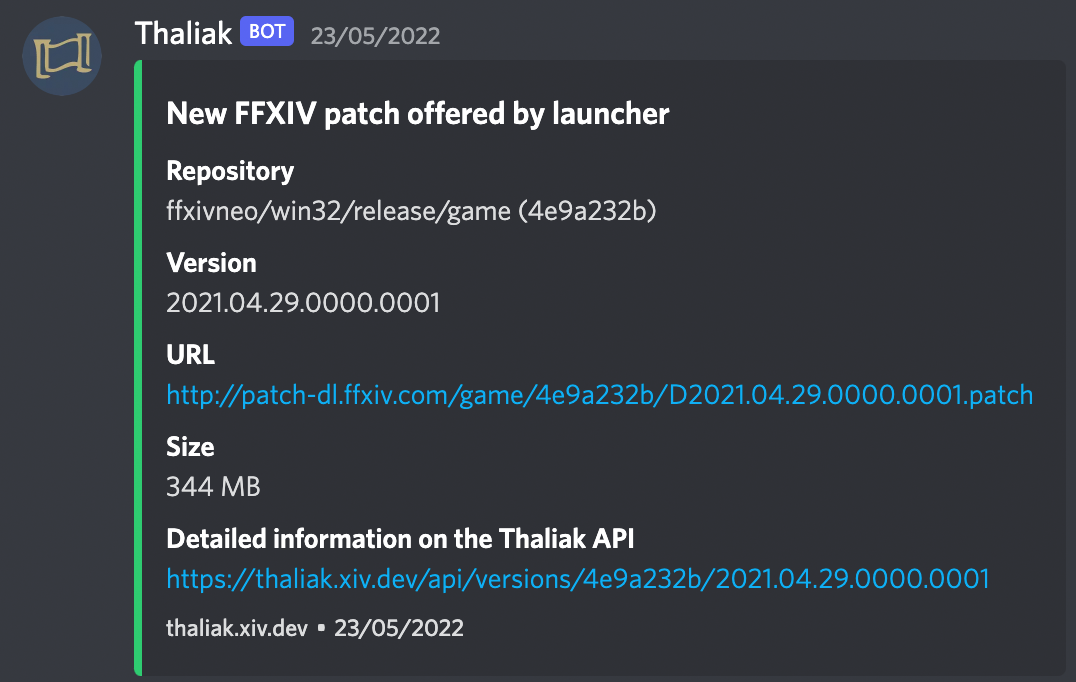 Thaliak BOT 23/05/2022
New FFXIV patch offered by launcher
Repository
ffxivneo/win32/release/game (4e9a232b)
Version
2021.04.29.0000.0001
URL
http://patch-dl.ffxiv.com/game/4e9a232b/D2021.04.29.0000.0001.patch
Size
344 MB
Detailed information on the Thaliak API
https://thaliak.xiv.dev/api/versions/4e9a232b/2021.04.29.0000.0001
thaliak.xiv.dev • 23/05/2022